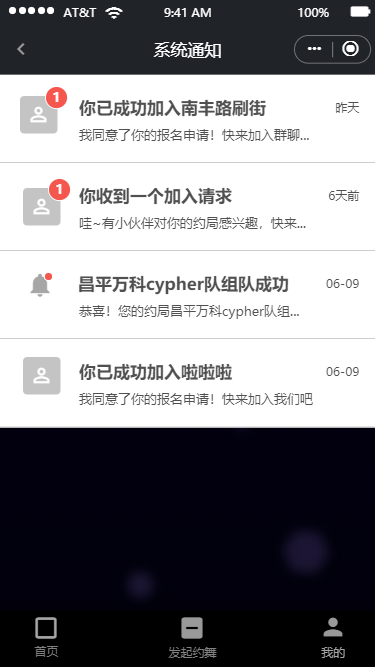 AT&T 9:41 AM 100%
系统通知
1
你已成功加入南丰路刷街 昨天
我同意了你的报名申请！快来加入群聊...
1
你收到一个加入请求 6天前
哇~有小伙伴对你的约局感兴趣，快来...
昌平万科cypher队组队成功 06-09
恭喜！您的约局昌平万科cypher队组...
你已成功加入啦啦啦 06-09
我同意了你的报名申请！快来加入我们吧
首页 发起约舞 我的